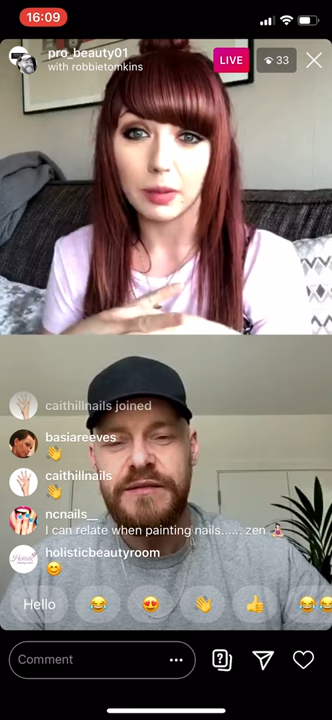 16:09
pro_beauty01
with robbietomkins
LIVE
33
caithillnails joined
basiareeves
👋
caithillnails
👋
ncnails__
I can relate when painting nails...... zen 🧘🏻‍♀️
holisticbeautyroom
😊
Hello 😂 😍 👋 👍 😂😂
Comment